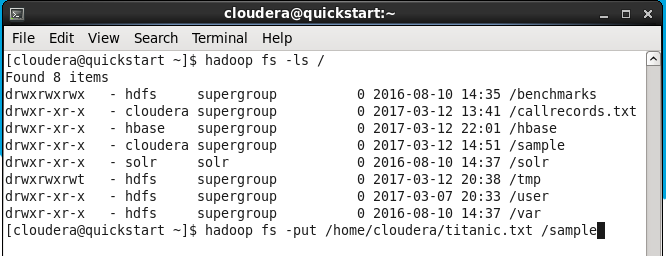 cloudera@quickstart:~
File Edit View Search Terminal Help
[cloudera@quickstart ~]$ hadoop fs -ls /
Found 8 items
drwxrwxrwx   - hdfs     supergroup          0 2016-08-10 14:35 /benchmarks
drwxr-xr-x   - cloudera supergroup          0 2017-03-12 13:41 /callrecords.txt
drwxr-xr-x   - hbase    supergroup          0 2017-03-12 22:01 /hbase
drwxr-xr-x   - cloudera supergroup          0 2017-03-12 14:51 /sample
drwxr-xr-x   - solr     solr                0 2016-08-10 14:37 /solr
drwxrwxrwt   - hdfs     supergroup          0 2017-03-12 20:38 /tmp
drwxr-xr-x   - hdfs     supergroup          0 2017-03-07 20:33 /user
drwxr-xr-x   - hdfs     supergroup          0 2016-08-10 14:37 /var
[cloudera@quickstart ~]$ hadoop fs -put /home/cloudera/titanic.txt /sample